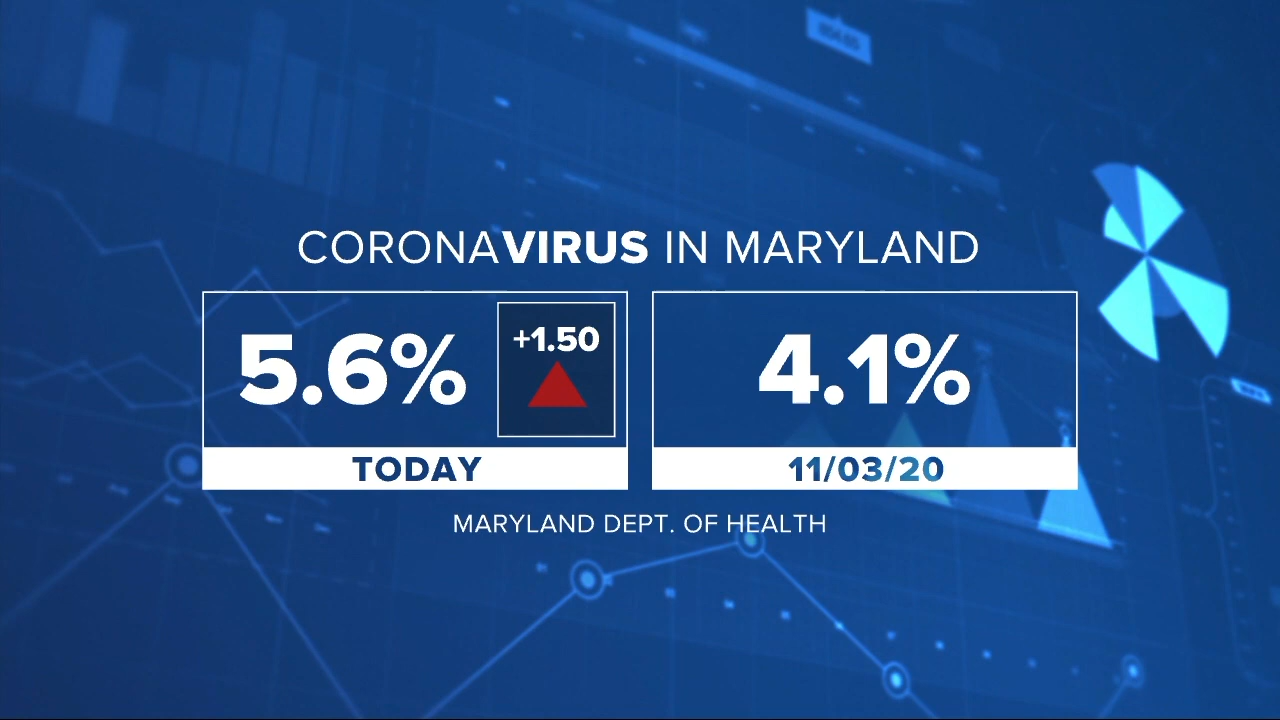 CORONAVIRUS IN MARYLAND
5.6%
+1.50
TODAY
4.1%
11/03/20
MARYLAND DEPT. OF HEALTH